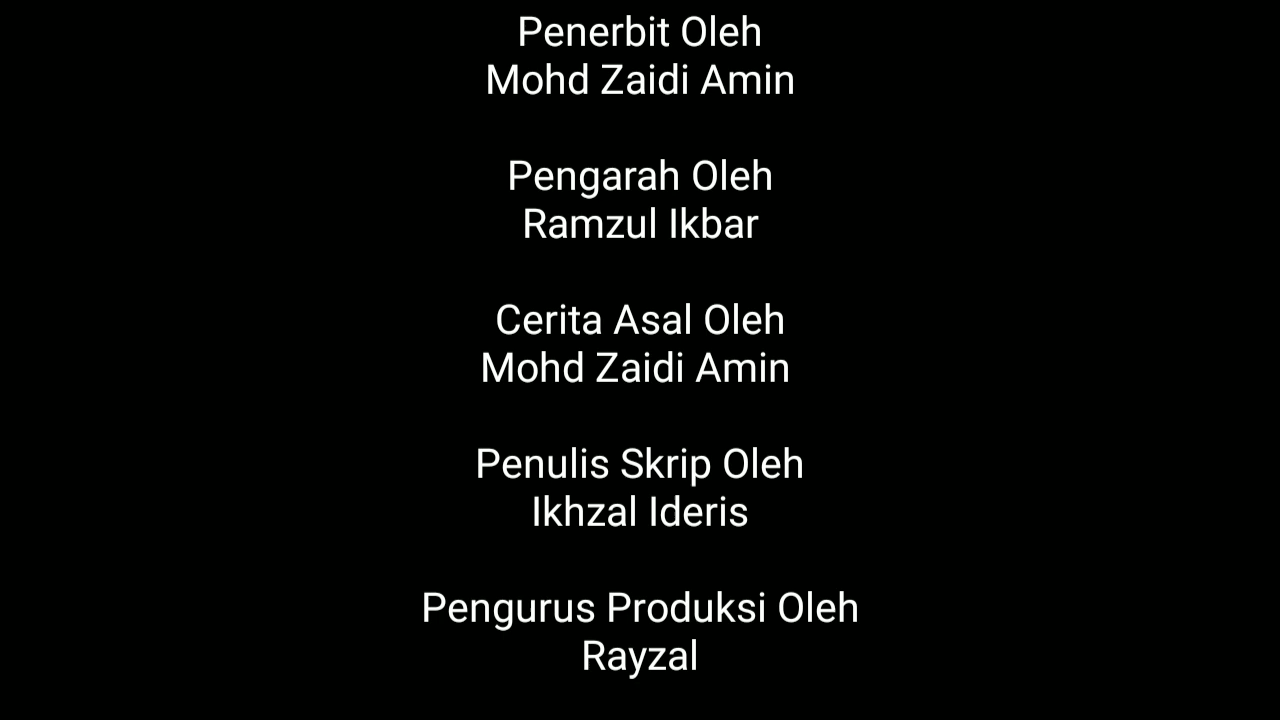 Penerbit Oleh
Mohd Zaidi Amin
Pengarah Oleh
Ramzul Ikbar
Cerita Asal Oleh
Mohd Zaidi Amin
Penulis Skrip Oleh
Ikhzal Ideris
Pengurus Produksi Oleh
Rayzal